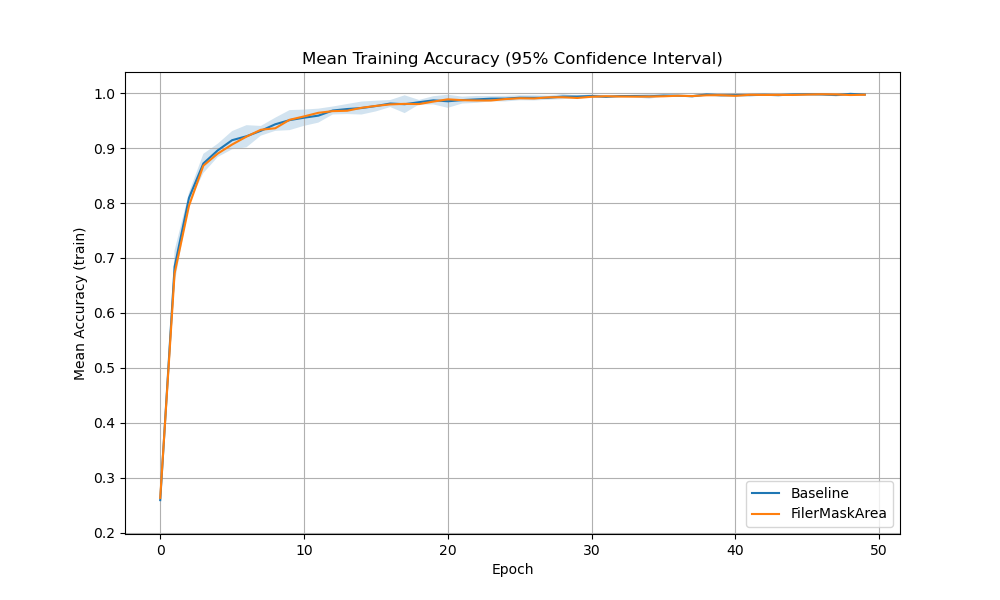 Mean Training Accuracy (95% Confidence Interval)
Mean Accuracy (train)
1.0
0.9
0.8
0.7
0.6
0.5
0.4
0.3
0.2
0 10 20 30 40 50
Epoch
Baseline
FilerMaskArea